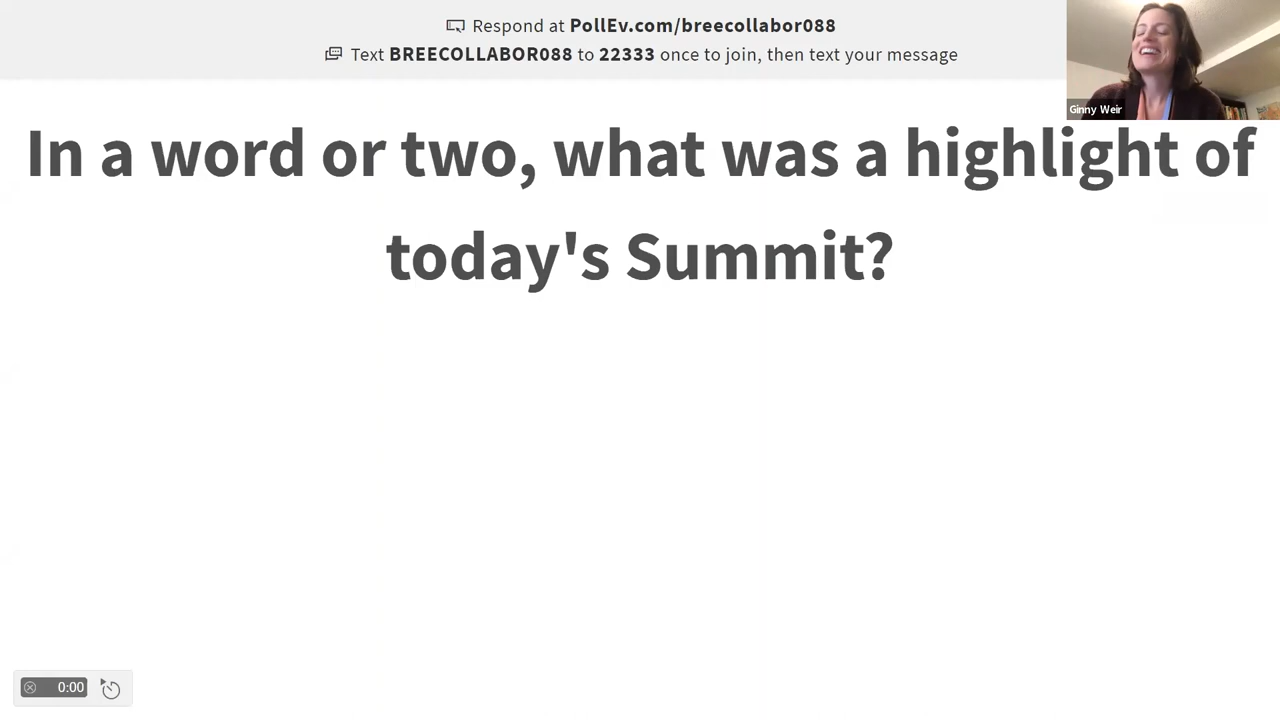 Respond at PollEv.com/breecollabor088
Text BREECOLLABOR088 to 22333 once to join, then text your message
Ginny Weir
In a word or two, what was a highlight of
today's Summit?
0:00